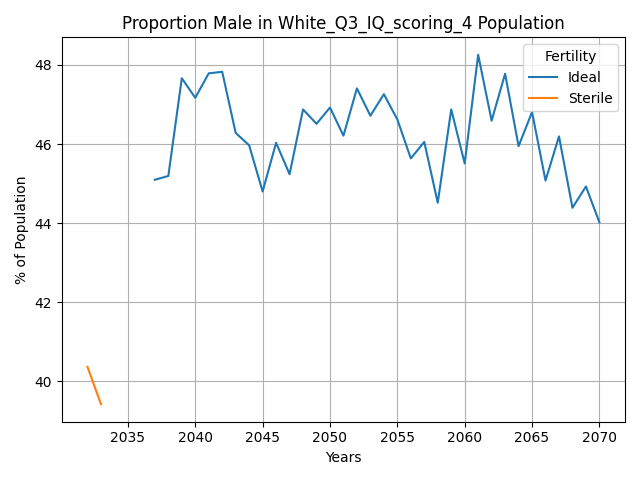 Proportion Male in White_Q3_IQ_scoring_4 Population
Fertility
Ideal
Sterile
% of Population
48
46
44
42
40
2035 2040 2045 2050 2055 2060 2065 2070
Years